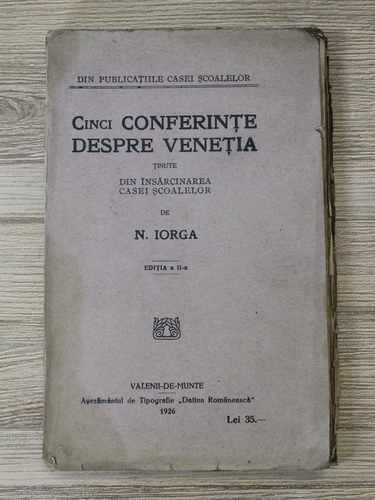 DIN PUBLICAȚIILE CASEI ȘCOALELOR
CINCI CONFERINȚE
DESPRE VENEȚIA
ȚINUTE
DIN ÎNSĂRCINAREA
CASEI ȘCOALELOR
DE
N. IORGA
EDIȚIA a II-a
VALENII-DE-MUNTE
Așezământul de Tipografie „Datina Românească”
1926
Lei 35.—